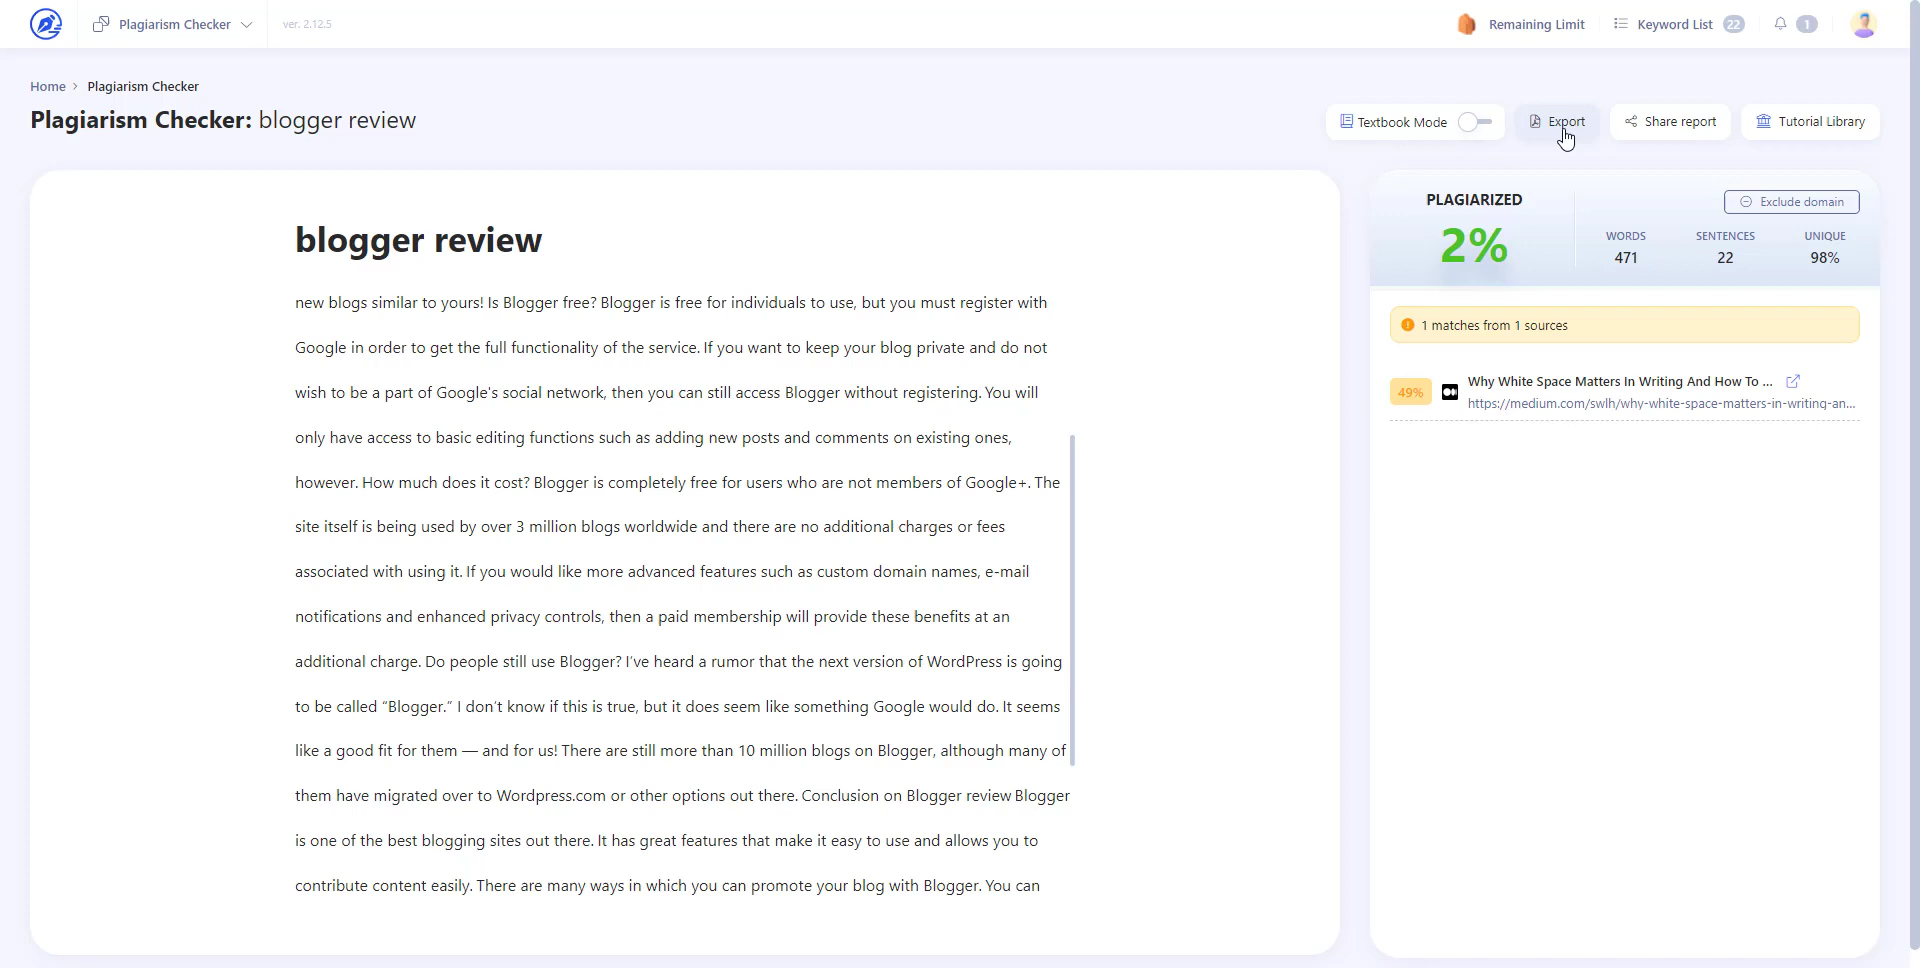 Plagiarism Checker
ver. 2.12.5
Remaining Limit
Keyword List 22
1
Home > Plagiarism Checker
Plagiarism Checker: blogger review
Textbook Mode
Export
Share report
Tutorial Library
blogger review
new blogs similar to yours! Is Blogger free? Blogger is free for individuals to use, but you must register with
Google in order to get the full functionality of the service. If you want to keep your blog private and do not
wish to be a part of Google's social network, then you can still access Blogger without registering. You will
only have access to basic editing functions such as adding new posts and comments on existing ones,
however. How much does it cost? Blogger is completely free for users who are not members of Google+. The
site itself is being used by over 3 million blogs worldwide and there are no additional charges or fees
associated with using it. If you would like more advanced features such as custom domain names, e-mail
notifications and enhanced privacy controls, then a paid membership will provide these benefits at an
additional charge. Do people still use Blogger? I've heard a rumor that the next version of WordPress is going
to be called “Blogger.” I don't know if this is true, but it does seem like something Google would do. It seems
like a good fit for them — and for us! There are still more than 10 million blogs on Blogger, although many of
them have migrated over to Wordpress.com or other options out there. Conclusion on Blogger review Blogger
is one of the best blogging sites out there. It has great features that make it easy to use and allows you to
contribute content easily. There are many ways in which you can promote your blog with Blogger. You can
PLAGIARIZED
2%
Exclude domain
WORDS
471
SENTENCES
22
UNIQUE
98%
1 matches from 1 sources
49%
Why White Space Matters In Writing And How To ...
https://medium.com/swlh/why-white-space-matters-in-writing-an...